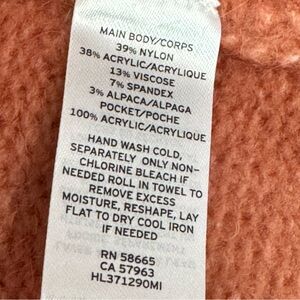 MAIN BODY/CORPS
39% NYLON
38% ACRYLIC/ACRYLIQUE
13% VISCOSE
7% SPANDEX
3% ALPACA/ALPAGA
POCKET/POCHE
100% ACRYLIC/ACRYLIQUE
HAND WASH COLD,
SEPARATELY ONLY NON-
CHLORINE BLEACH IF
NEEDED ROLL IN TOWEL TO
REMOVE EXCESS
MOISTURE, RESHAPE, LAY
FLAT TO DRY COOL IRON
IF NEEDED
RN 58665
CA 57963
HL371290MI